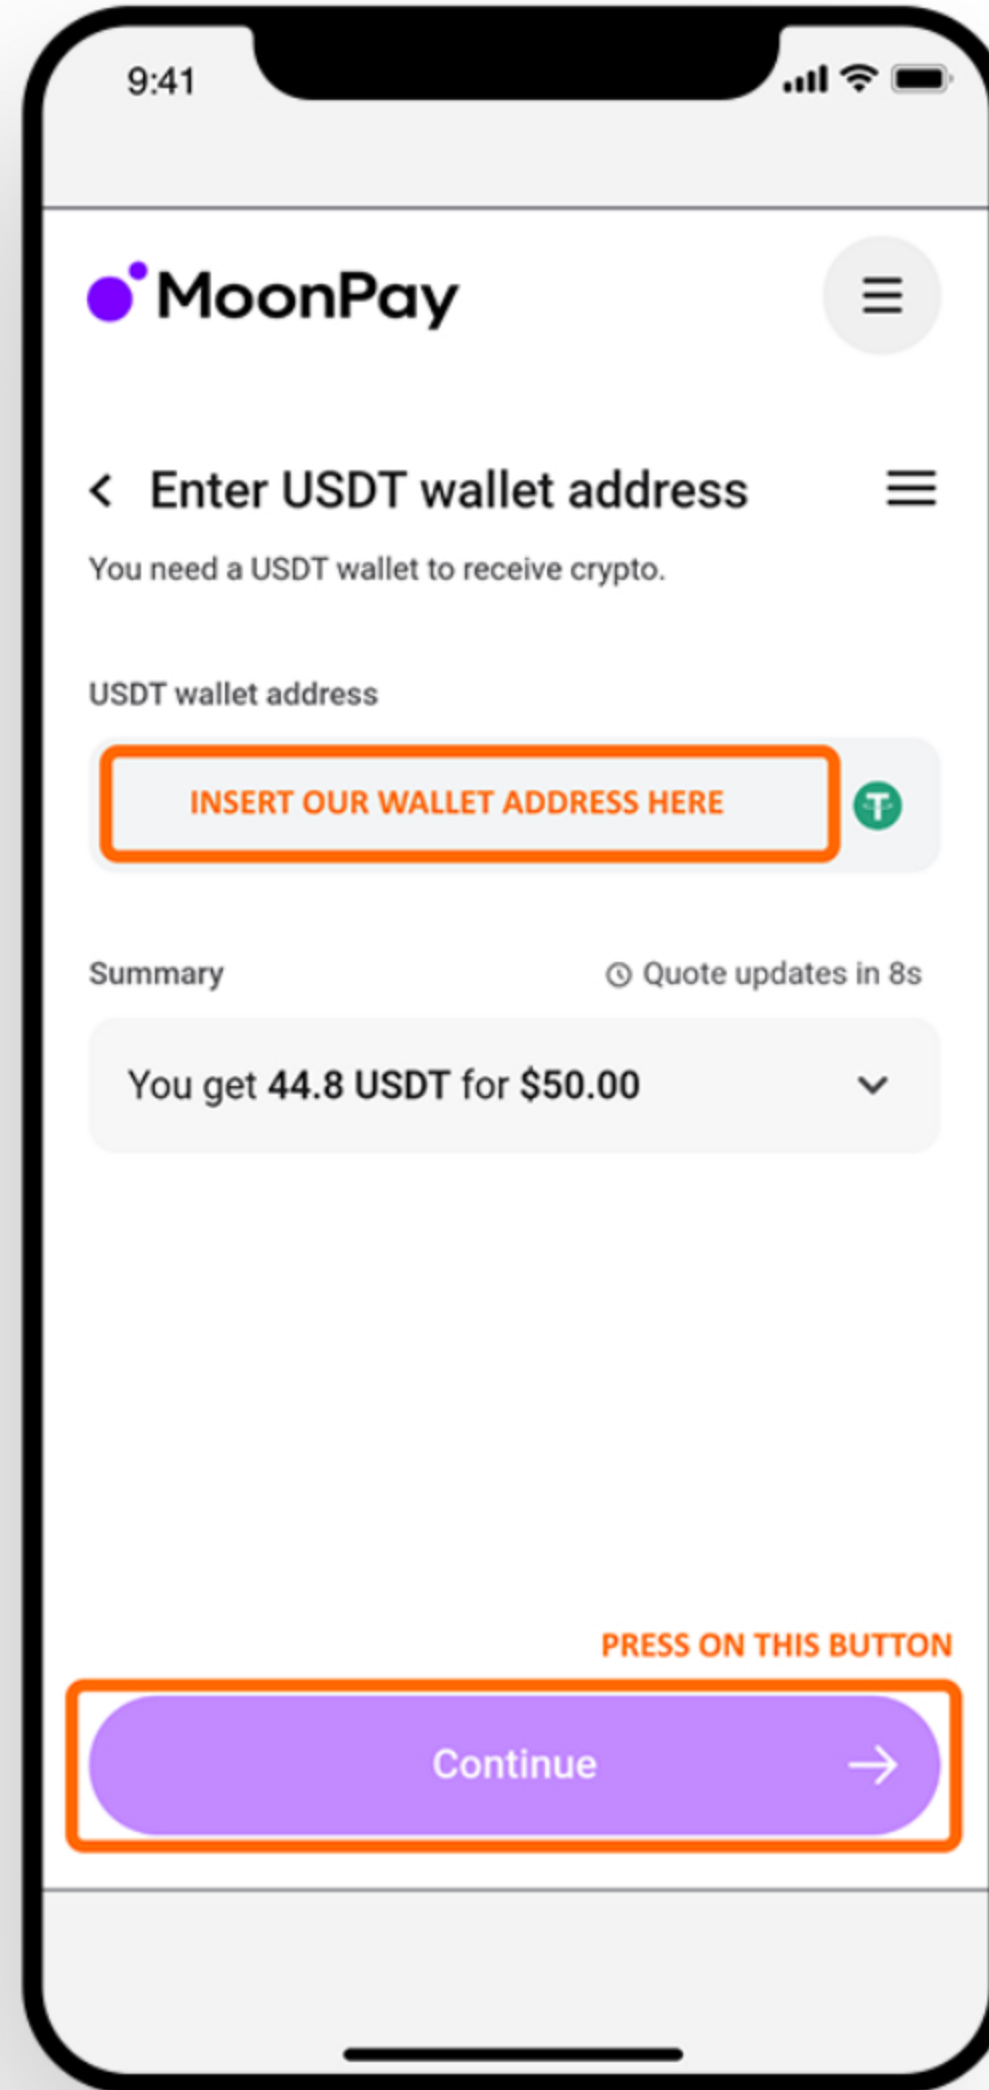 9:41
MoonPay
Enter USDT wallet address
You need a USDT wallet to receive crypto.
USDT wallet address
INSERT OUR WALLET ADDRESS HERE
Summary
Quote updates in 8s
You get 44.8 USDT for $50.00
PRESS ON THIS BUTTON
Continue